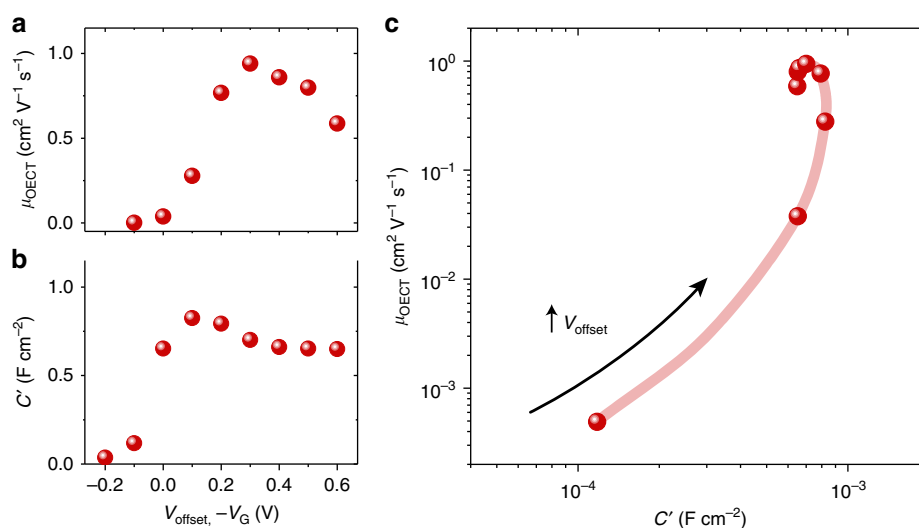 a
1.0
0.5
0.0
μOECT (cm² V⁻¹ s⁻¹)
b
1.0
0.5
0.0
C′ (F cm⁻²)
−0.2 0.0 0.2 0.4 0.6
Voffset, −VG (V)
c
10⁰
10⁻¹
10⁻²
10⁻³
μOECT (cm² V⁻¹ s⁻¹)
↑ Voffset
10⁻⁴ 10⁻³
C′ (F cm⁻²)